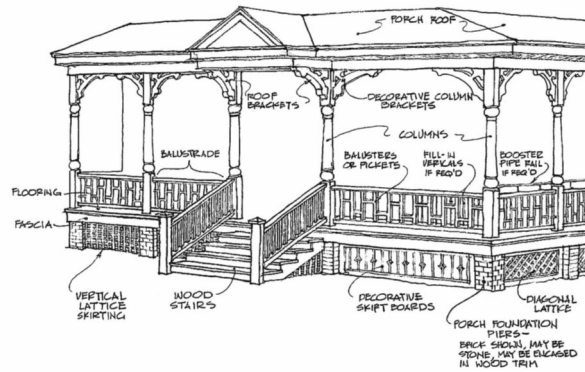 PORCH ROOF
ROOF
BRACKETS
DECORATIVE COLUMN
BRACKETS
COLUMNS
BALUSTRADE
BALUSTERS
OR PICKETS
FILL-IN
VERTICALS
IF REQ'D
BOOSTER
PIPE RAIL
IF REQ'D
FLOORING
FASCIA
VERTICAL
LATTICE
SKIRTING
WOOD
STAIRS
DECORATIVE
SKIRT BOARDS
DIAGONAL
LATTICE
PORCH FOUNDATION
PIERS-
BRICK SHOWN, MAY BE
STONE, MAY BE ENCASED
IN WOOD TRIM